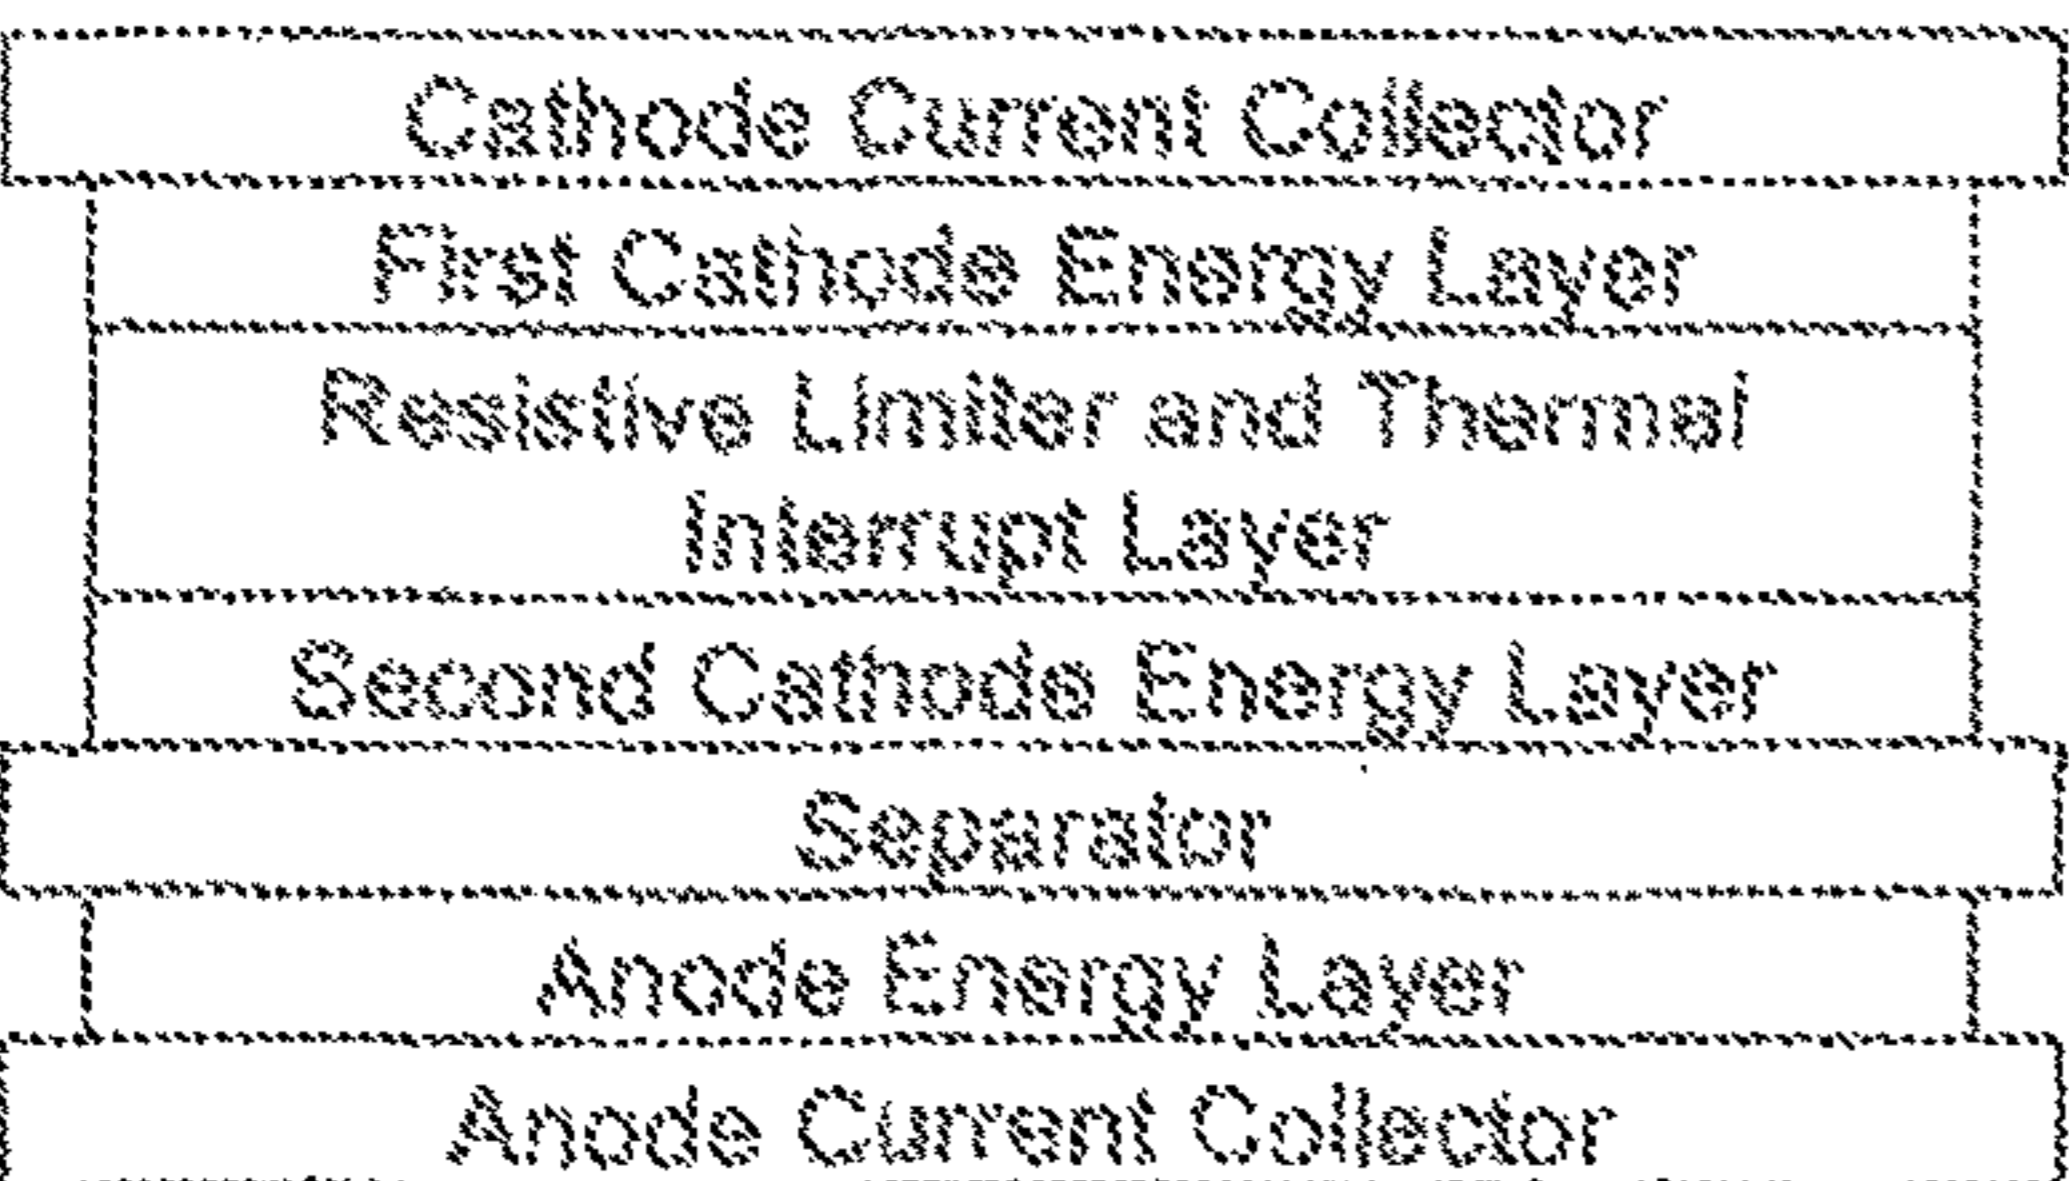 Cathode Current Collector
First Cathode Energy Layer
Resistive Limiter and Thermal
Interrupt Layer
Second Cathode Energy Layer
Separator
Anode Energy Layer
Anode Current Collector